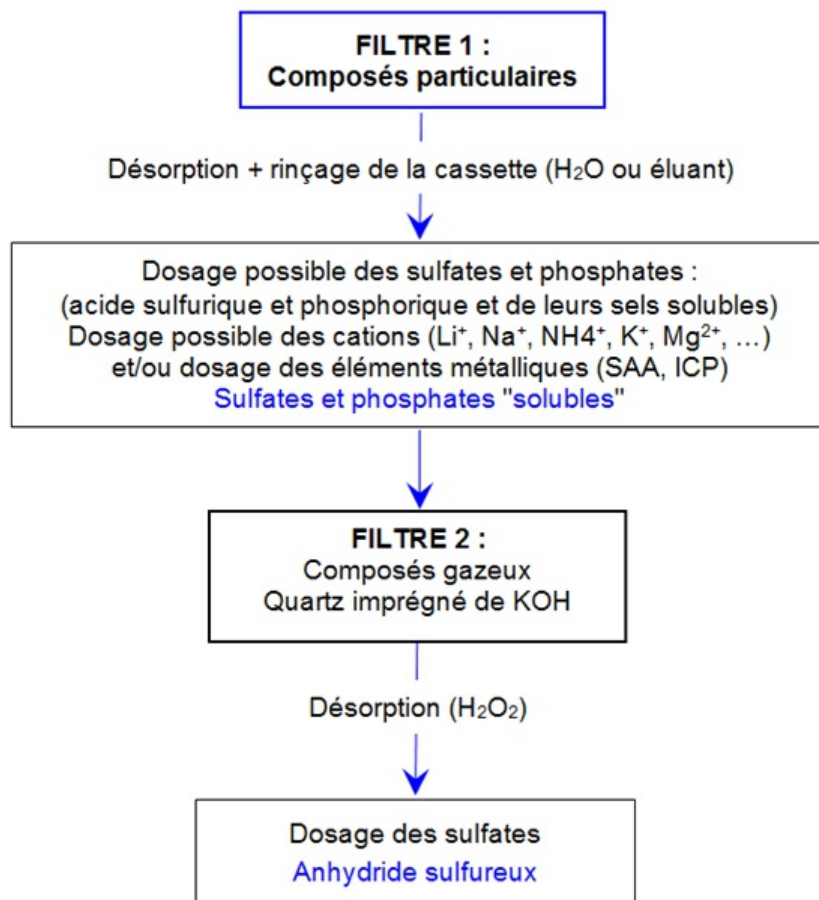 FILTRE 1 :
Composés particulaires
Désorption + rinçage de la cassette (H₂O ou éluant)
Dosage possible des sulfates et phosphates :
(acide sulfurique et phosphorique et de leurs sels solubles)
Dosage possible des cations (Li⁺, Na⁺, NH4⁺, K⁺, Mg²⁺, ...)
et/ou dosage des éléments métalliques (SAA, ICP)
Sulfates et phosphates "solubles"
FILTRE 2 :
Composés gazeux
Quartz imprégné de KOH
Désorption (H₂O₂)
Dosage des sulfates
Anhydride sulfureux